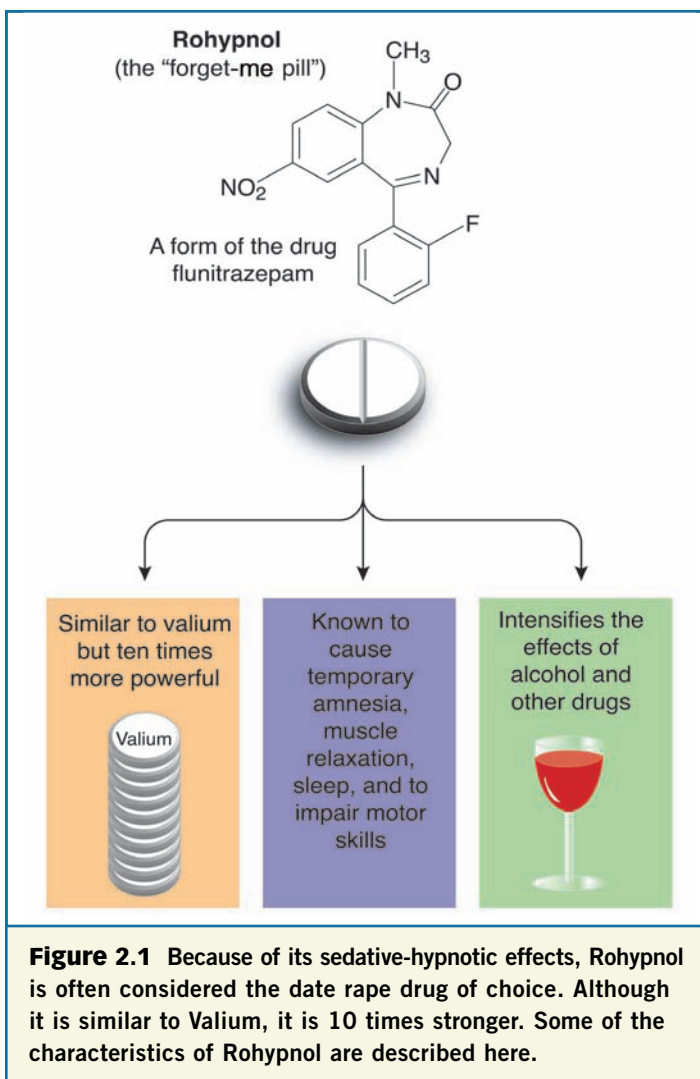 Rohypnol
(the "forget-me pill")
CH₃
N
O
N
NO₂
F
A form of the drug
flunitrazepam
Similar to valium
but ten times
more powerful
Valium
Known to
cause
temporary
amnesia,
muscle
relaxation,
sleep, and to
impair motor
skills
Intensifies the
effects of
alcohol and
other drugs
Figure 2.1 Because of its sedative-hypnotic effects, Rohypnol
is often considered the date rape drug of choice. Although
it is similar to Valium, it is 10 times stronger. Some of the
characteristics of Rohypnol are described here.